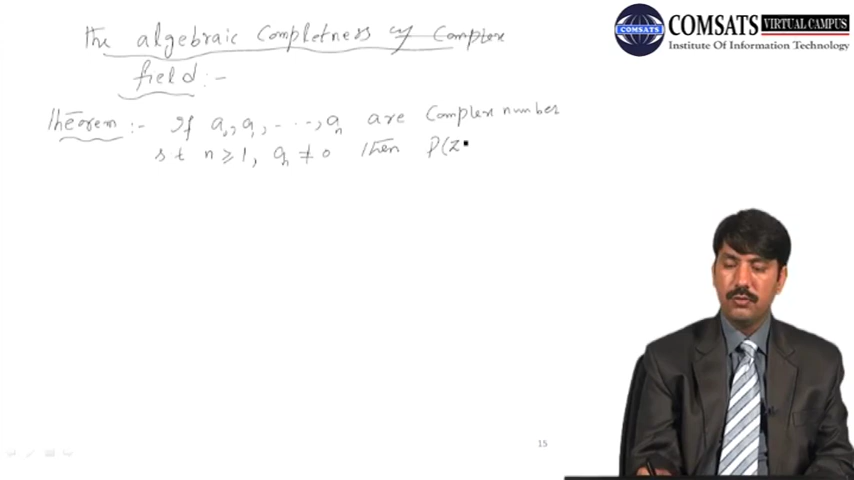 The algebraic Completness of Complex
field :-
Theorem :- If a₀, a₁, - - - -, aₙ are Complex number
s t n ≥ 1, aₙ ≠ 0 then P(z
COMSATS VIRTUAL CAMPUS
Institute Of Information Technology
COMSATS
15